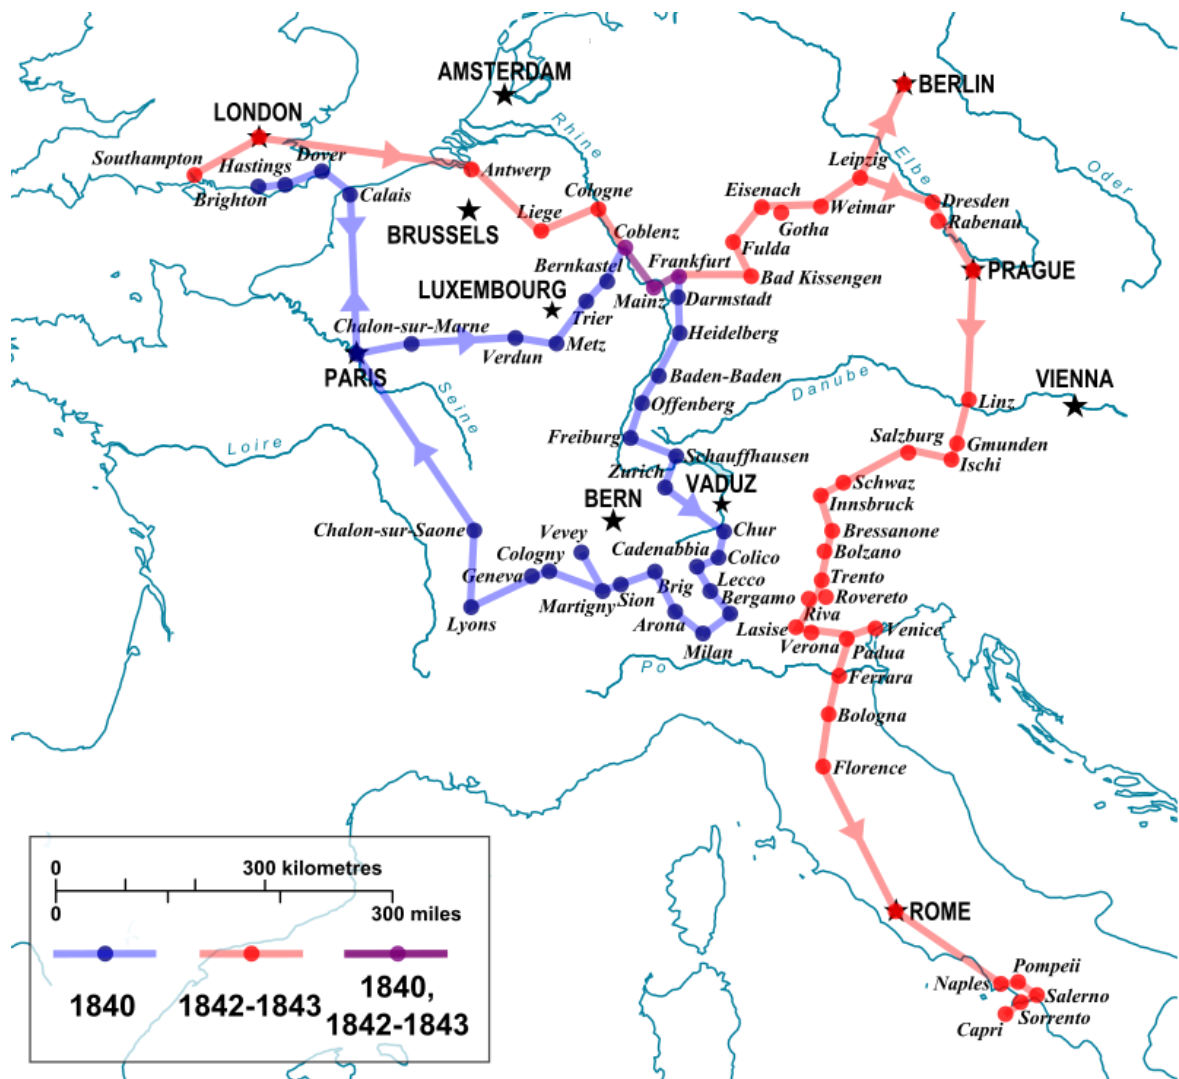 AMSTERDAM
BERLIN
LONDON
Rhine
Southampton
Hastings
Dover
Leipzig
Elbe
Oder
Antwerp
Calais
Brighton
Cologne
Eisenach
Dresden
Liege
Weimar
Gotha
Rabenau
BRUSSELS
Coblenz
Fulda
Bernkastel
Frankfurt
Bad Kissengen
PRAGUE
LUXEMBOURG
Mainz
Darmstadt
Trier
Chalon-sur-Marne
Heidelberg
Verdun
Metz
PARIS
Baden-Baden
Danube
VIENNA
Seine
Offenberg
Linz
Loire
Freiburg
Salzburg
Gmunden
Schauffhausen
Ischi
Zurich
VADUZ
Schwaz
BERN
Innsbruck
Chalon-sur-Saone
Vevey
Chur
Bressanone
Cologny
Cadenabbia
Colico
Bolzano
Geneva
Brig
Lecco
Trento
Martigny
Sion
Bergamo
Rovereto
Lyons
Arona
Riva
Lasise
Venice
Milan
Verona
Padua
Po
Ferrara
Bologna
Florence
ROME
Naples
Pompeii
Salerno
Capri
Sorrento
0 300 kilometres
0 300 miles
1840
1842-1843
1840,
1842-1843